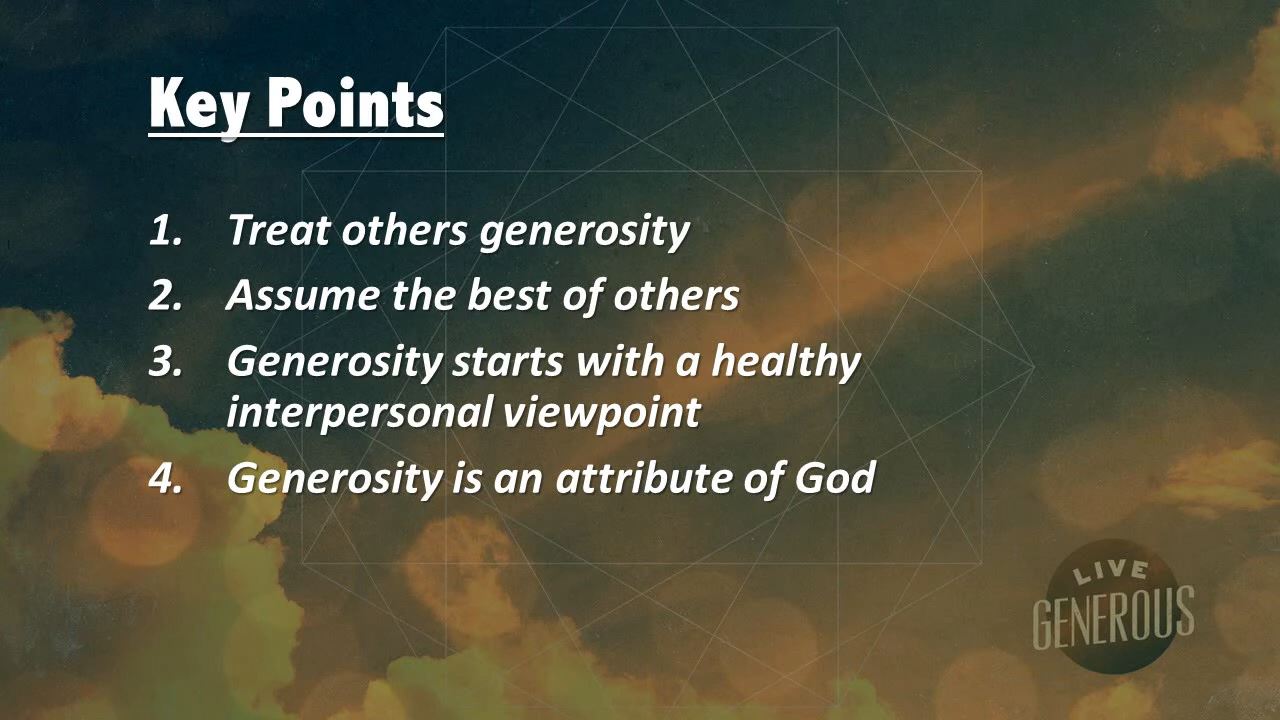 Key Points
1. Treat others generosity
2. Assume the best of others
3. Generosity starts with a healthy
interpersonal viewpoint
4. Generosity is an attribute of God
LIVE
GENEROUS